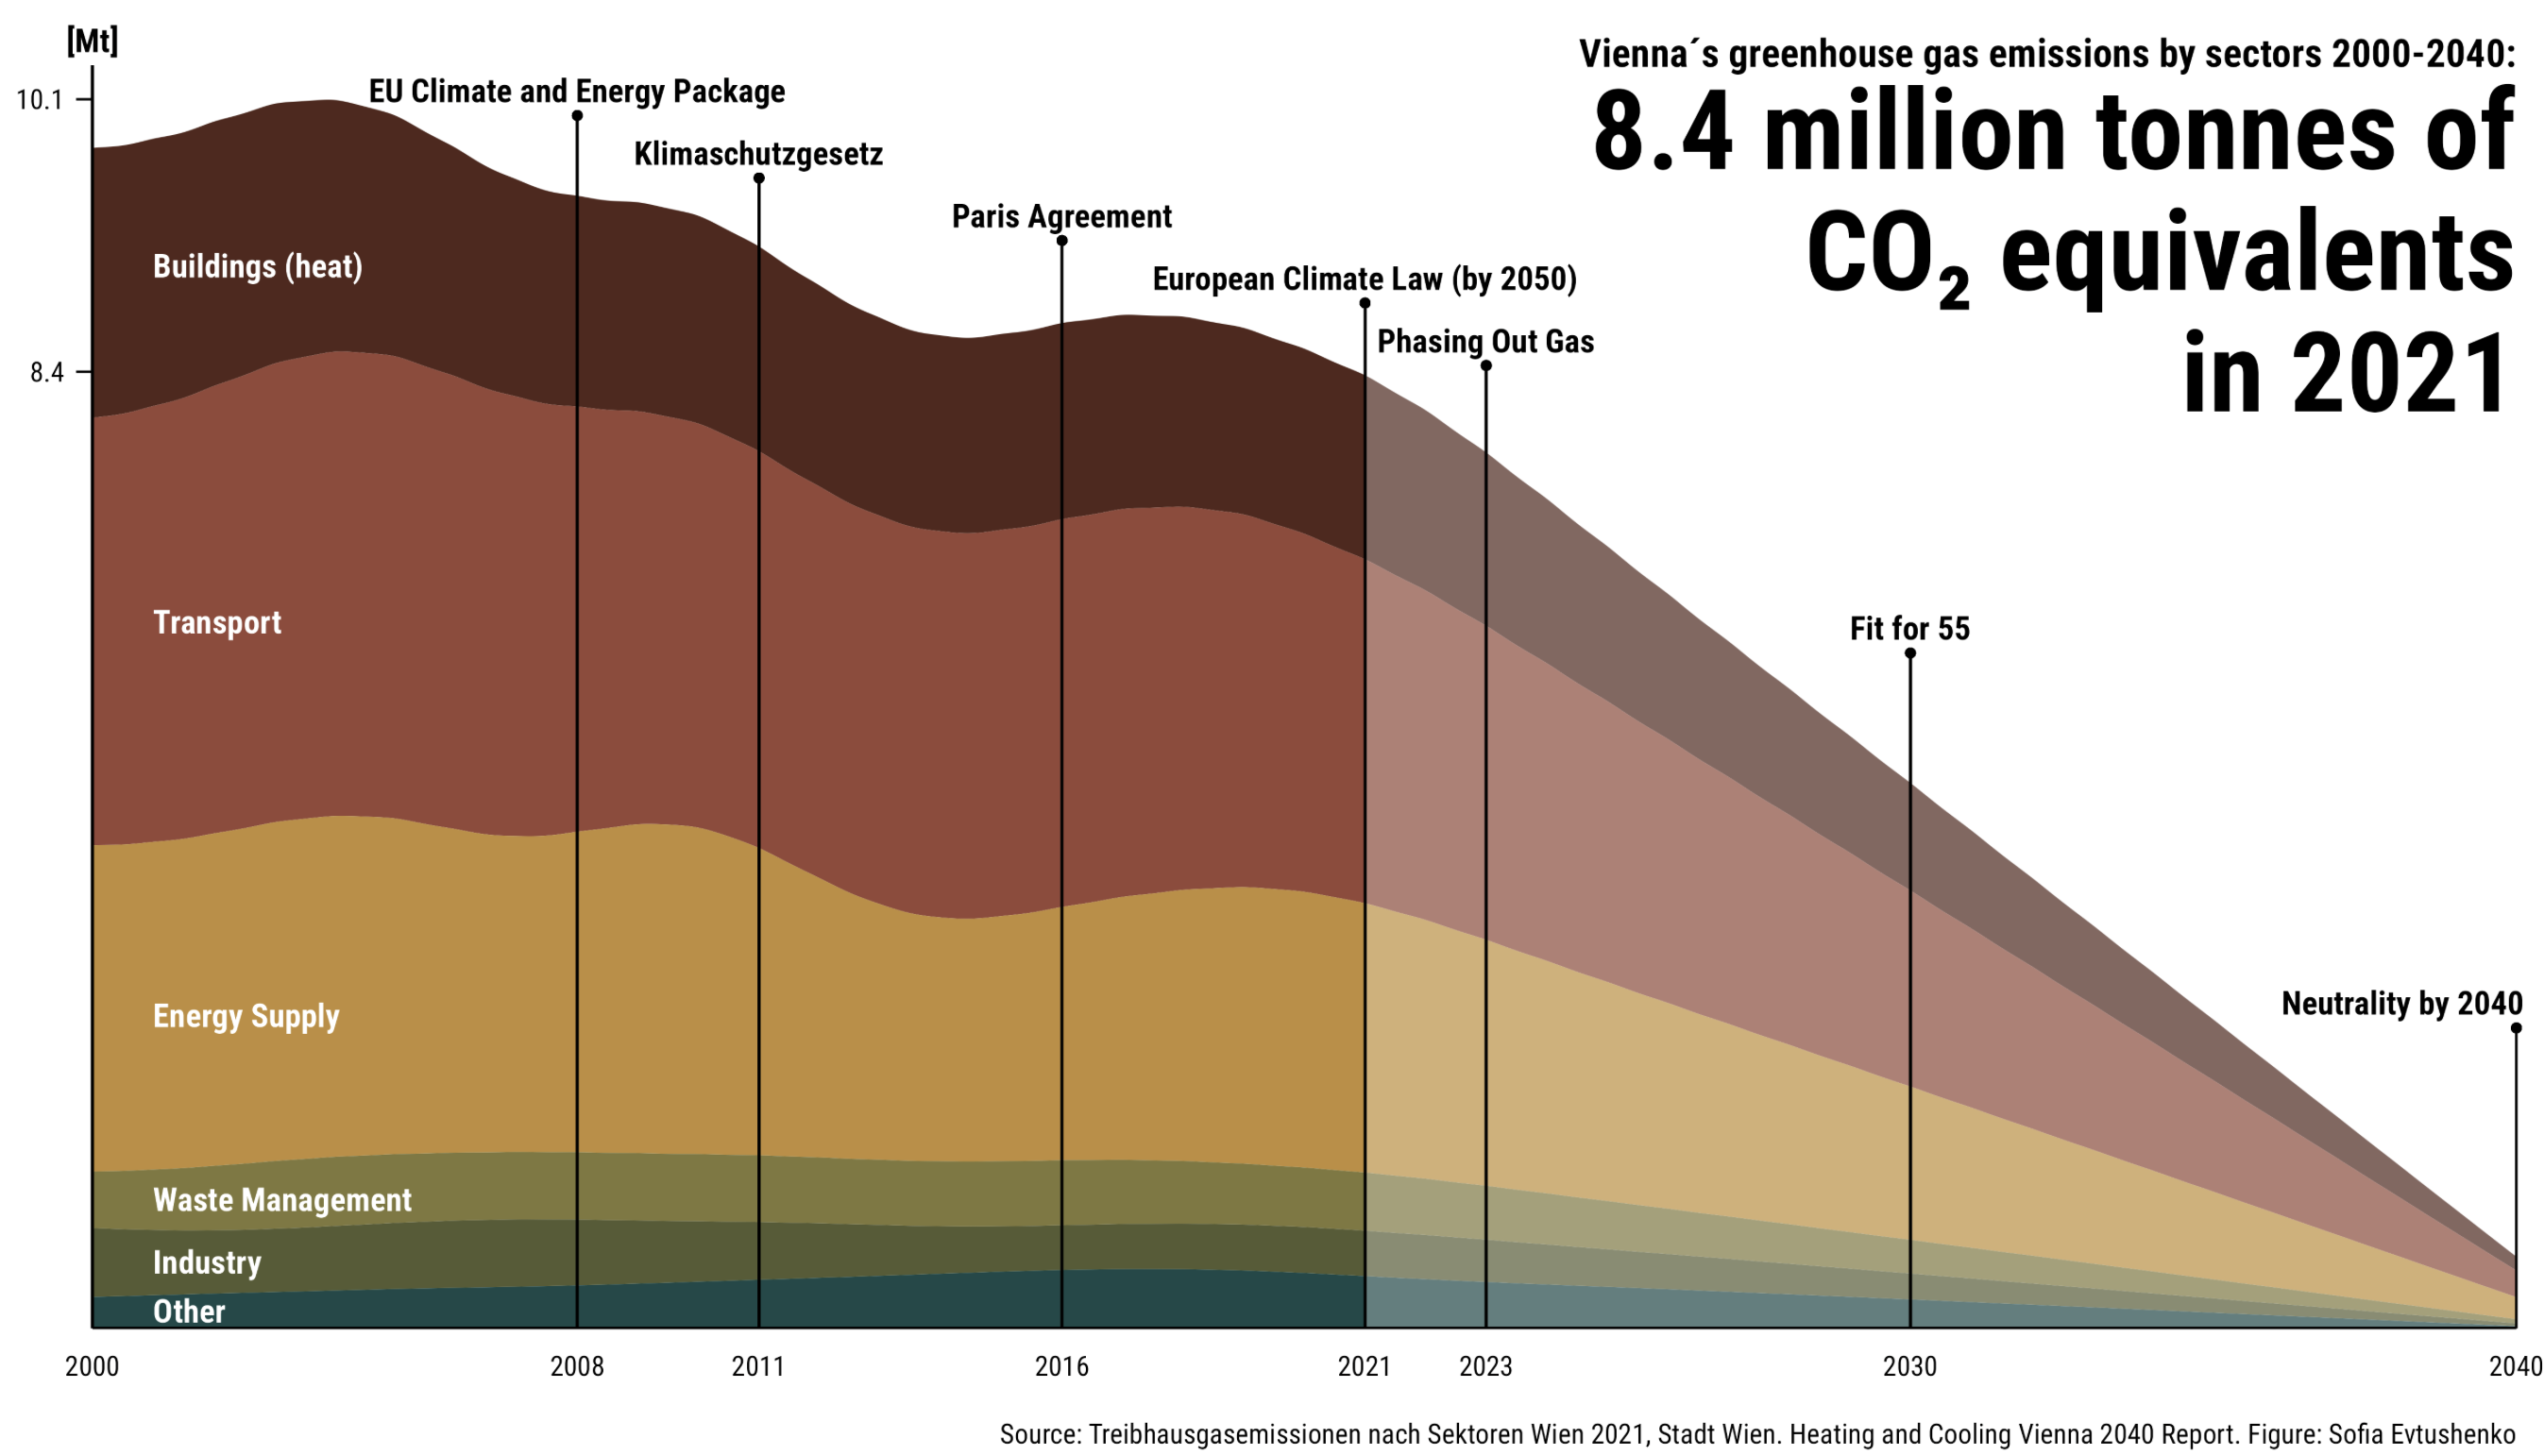 [Mt]
Vienna´s greenhouse gas emissions by sectors 2000-2040:
8.4 million tonnes of
CO₂ equivalents
in 2021
10.1
8.4
EU Climate and Energy Package
Klimaschutzgesetz
Paris Agreement
European Climate Law (by 2050)
Phasing Out Gas
Fit for 55
Neutrality by 2040
Buildings (heat)
Transport
Energy Supply
Waste Management
Industry
Other
2000 2008 2011 2016 2021 2023 2030 2040
Source: Treibhausgasemissionen nach Sektoren Wien 2021, Stadt Wien. Heating and Cooling Vienna 2040 Report. Figure: Sofia Evtushenko